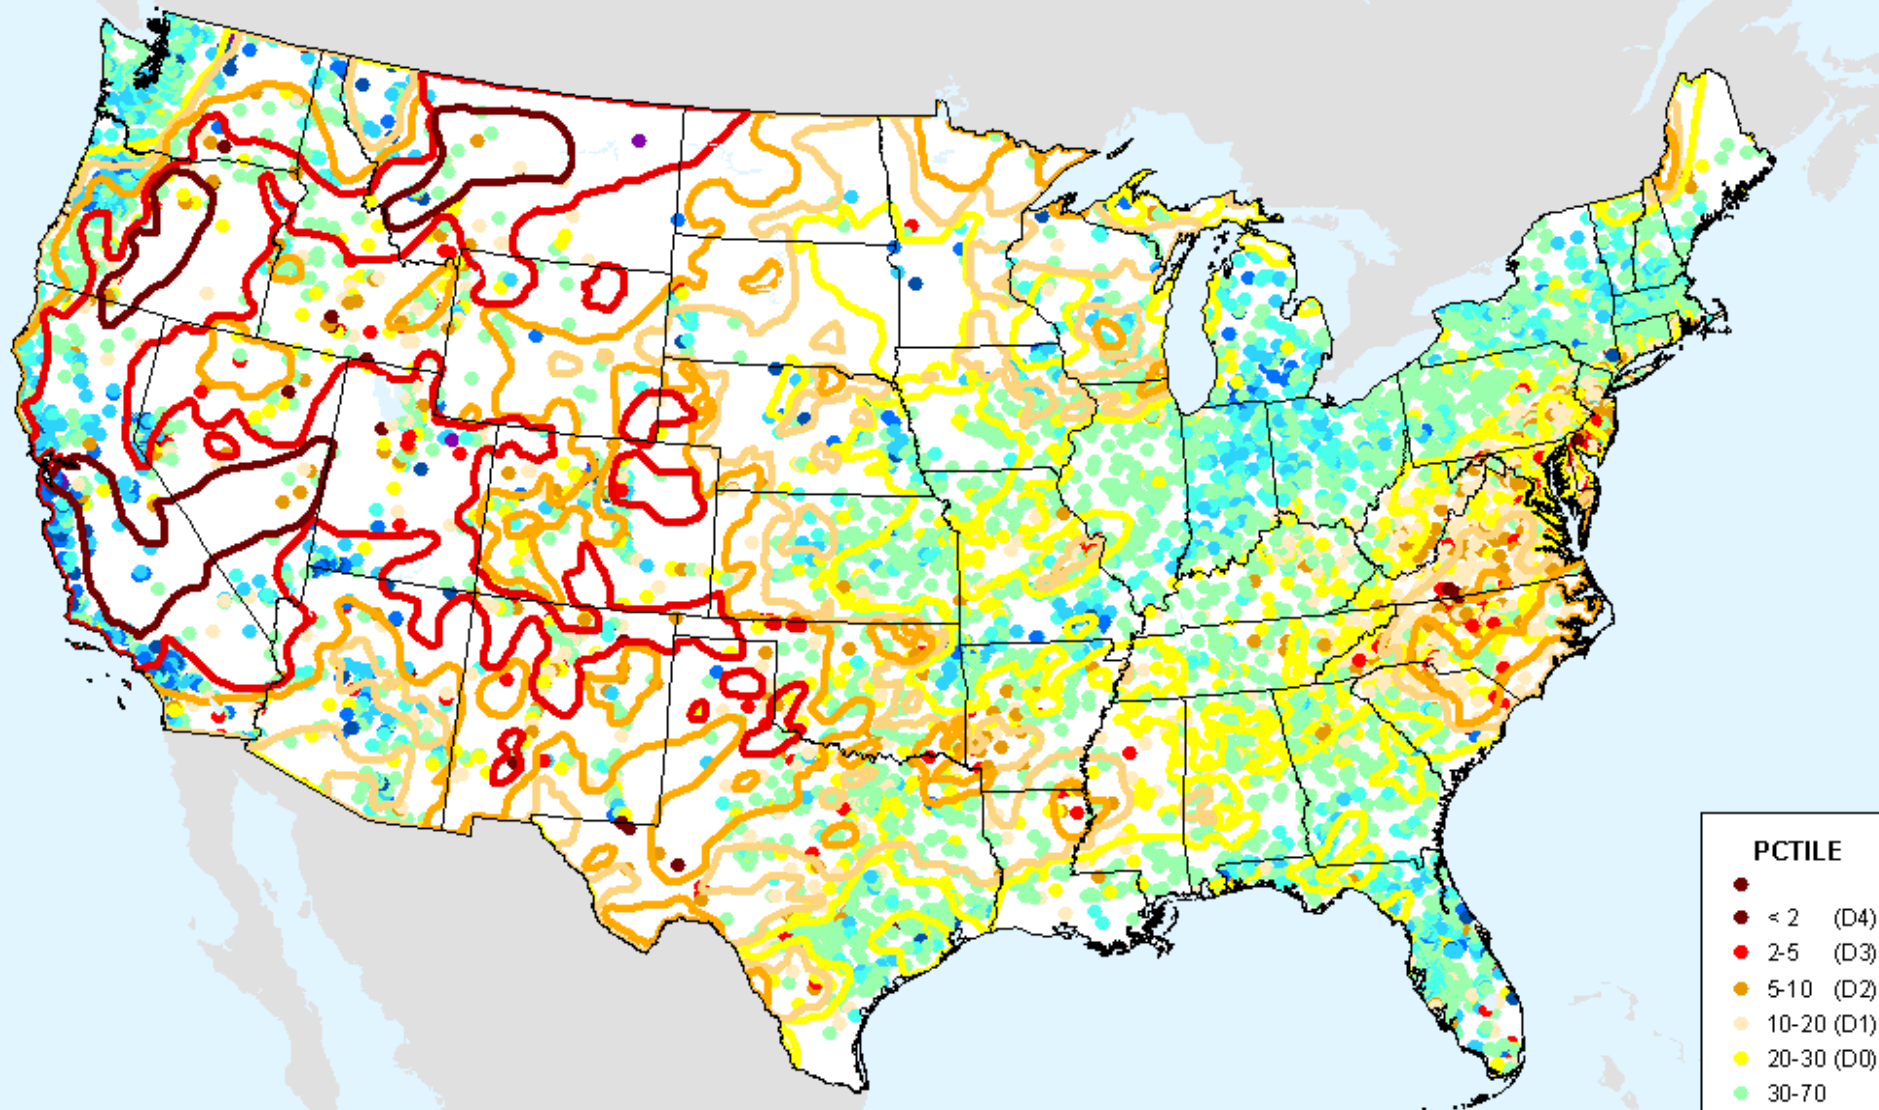 PCTILE
< 2 (D4)
2-5 (D3)
5-10 (D2)
10-20 (D1)
20-30 (D0)
30-70